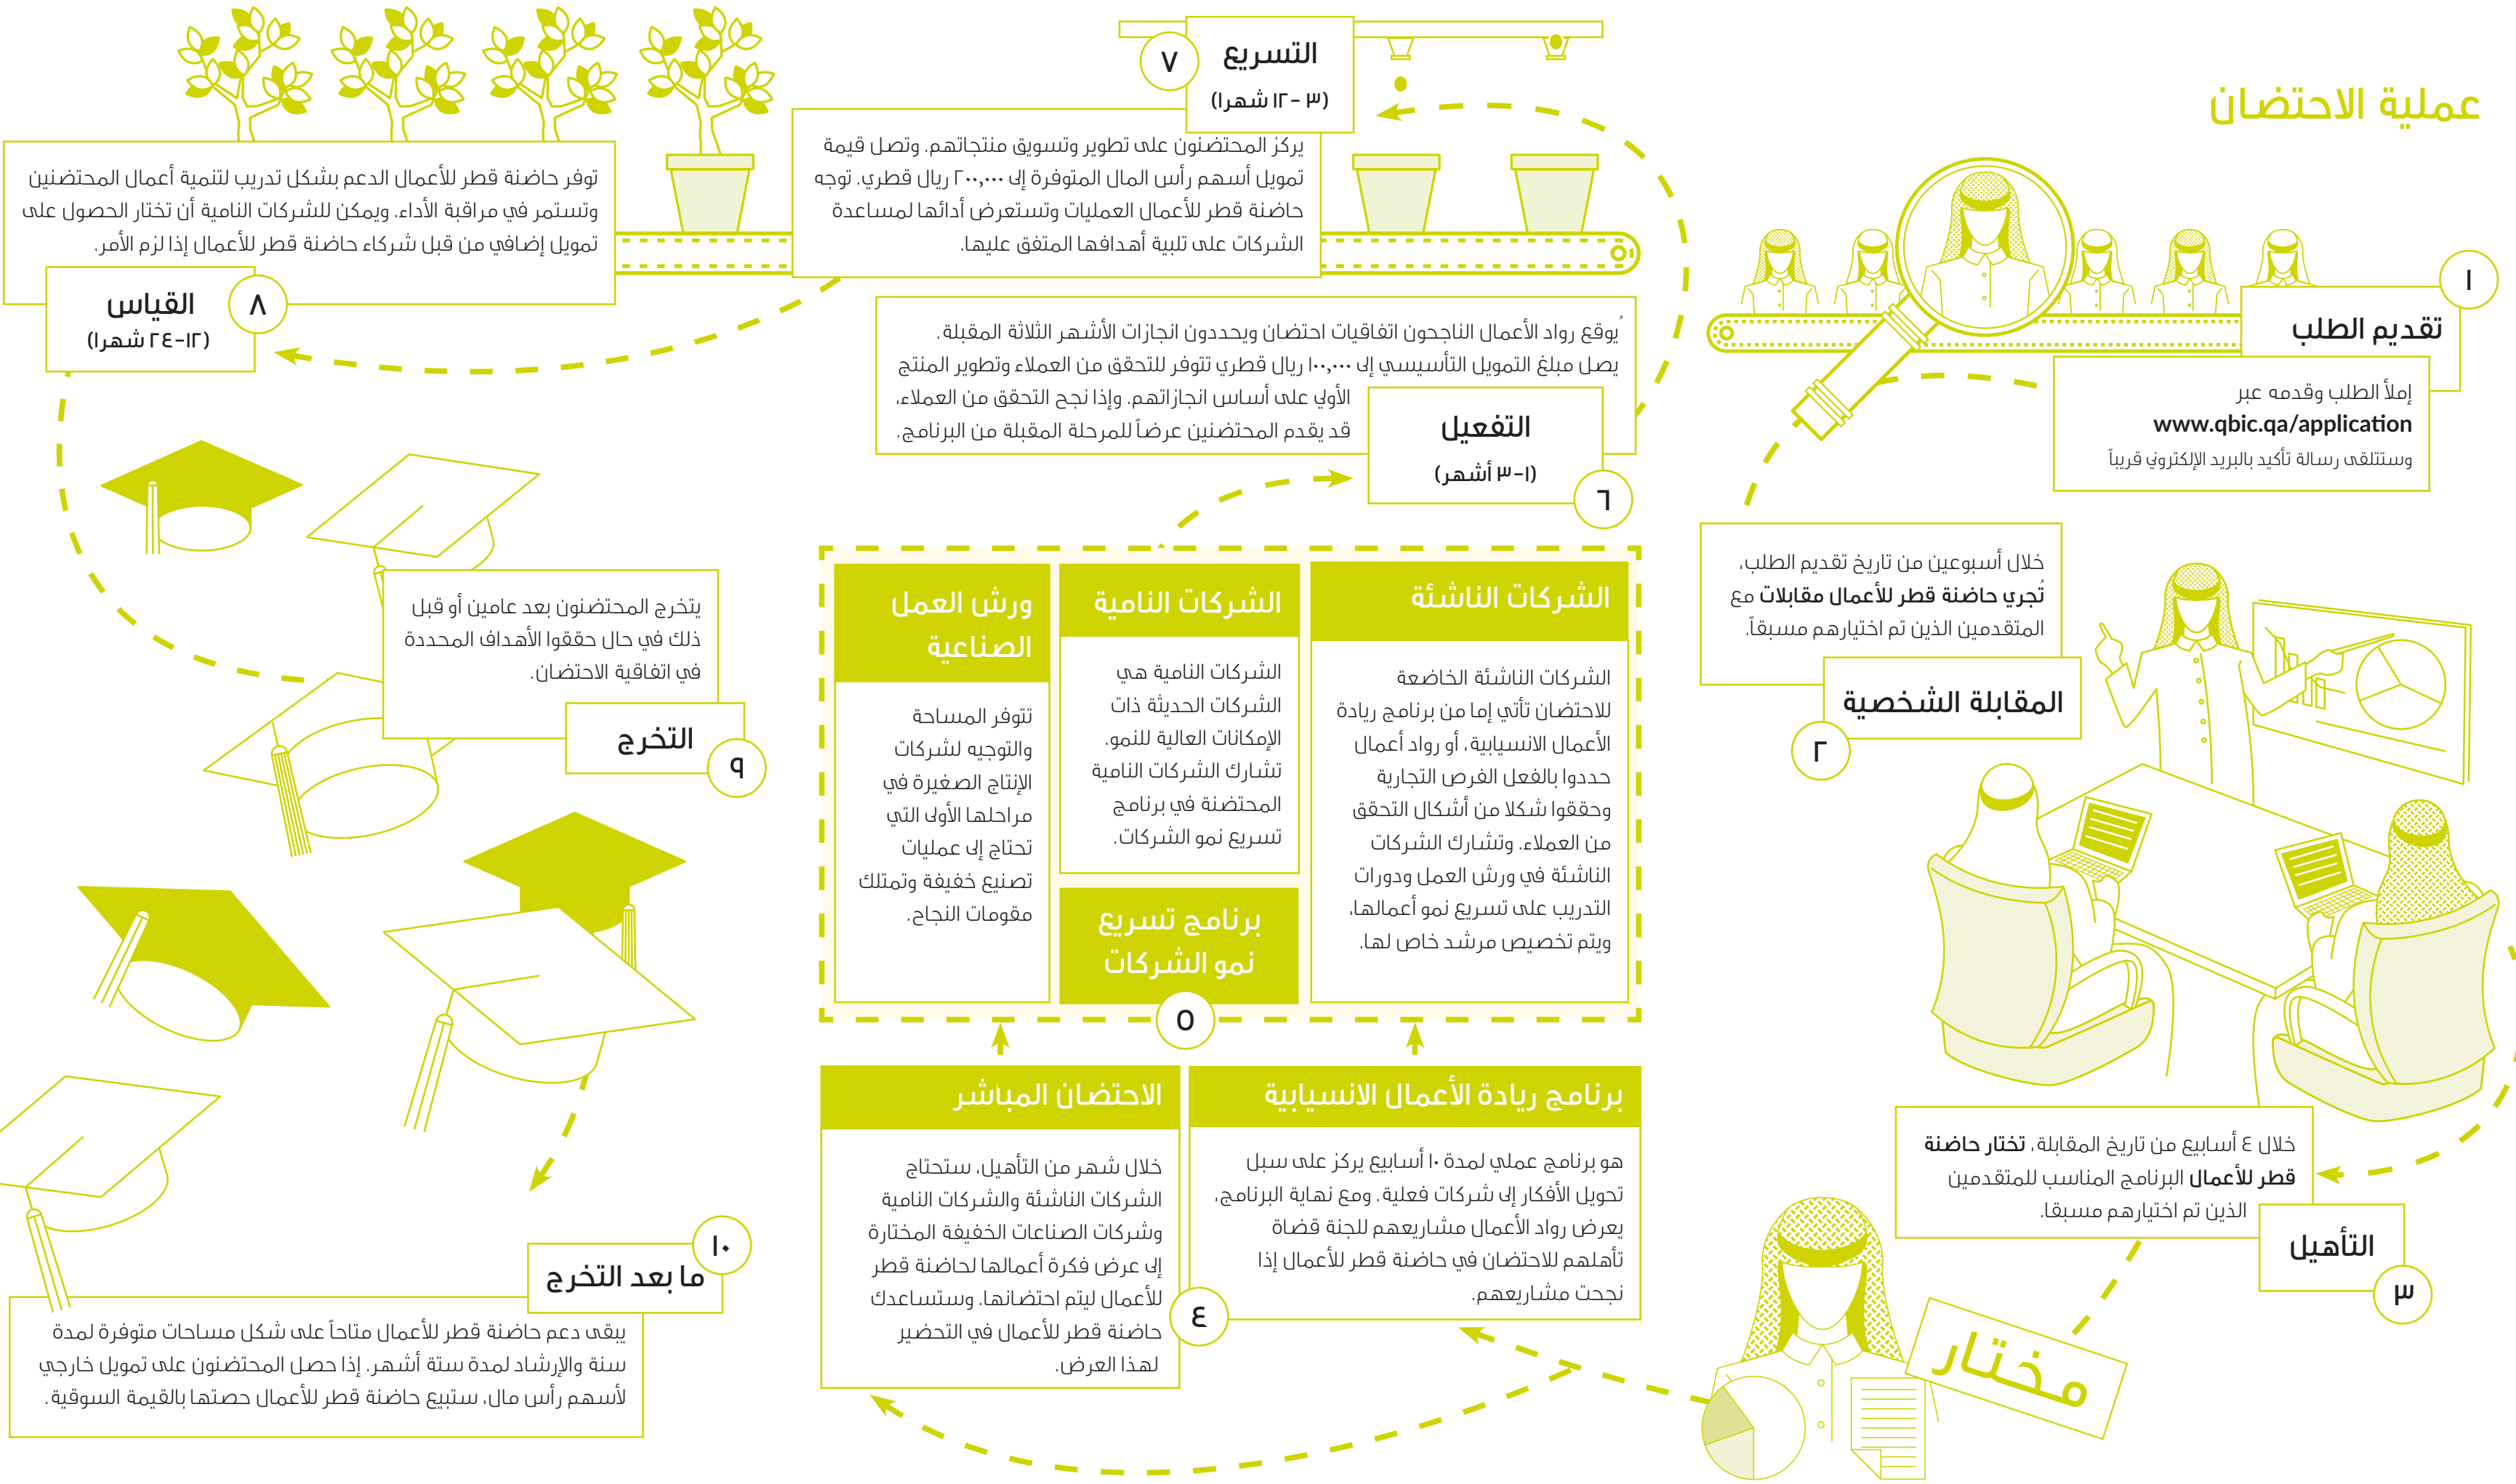 عملية الاحتضان
١
تقديم الطلب
إملأ الطلب وقدمه عبر
www.qbic.qa/application
وستتلقى رسالة تأكيد بالبريد الإلكتروني قريباً
خلال أسبوعين من تاريخ تقديم الطلب،
تُجري حاضنة قطر للأعمال مقابلات مع
المتقدمين الذين تم اختيارهم مسبقاً.
المقابلة الشخصية
٢
خلال ٤ أسابيع من تاريخ المقابلة، تختار حاضنة
قطر للأعمال البرنامج المناسب للمتقدمين
الذين تم اختيارهم مسبقا.
التأهيل
٣
مختار
برنامج ريادة الأعمال الانسيابية
هو برنامج عملي لمدة ١٠ أسابيع يركز على سبل
تحويل الأفكار إلى شركات فعلية. ومع نهاية البرنامج،
يعرض رواد الأعمال مشاريعهم للجنة قضاة
تأهلهم للاحتضان في حاضنة قطر للأعمال إذا
نجحت مشاريعهم.
٤
الاحتضان المباشر
خلال شهر من التأهيل، ستحتاج
الشركات الناشئة والشركات النامية
وشركات الصناعات الخفيفة المختارة
إلى عرض فكرة أعمالها لحاضنة قطر
للأعمال ليتم احتضانها. وستساعدك
حاضنة قطر للأعمال في التحضير
لهذا العرض.
الشركات الناشئة
الشركات الناشئة الخاضعة
للاحتضان تأتي إما من برنامج ريادة
الأعمال الانسيابية، أو رواد أعمال
حددوا بالفعل الفرص التجارية
وحققوا شكلا من أشكال التحقق
من العملاء. وتشارك الشركات
الناشئة في ورش العمل ودورات
التدريب على تسريع نمو أعمالها،
ويتم تخصيص مرشد خاص لها.
الشركات النامية
الشركات النامية هي
الشركات الحديثة ذات
الإمكانات العالية للنمو.
تشارك الشركات النامية
المحتضنة في برنامج
تسريع نمو الشركات.
برنامج تسريع
نمو الشركات
٥
ورش العمل
الصناعية
تتوفر المساحة
والتوجيه لشركات
الإنتاج الصغيرة في
مراحلها الأولى التي
تحتاج إلى عمليات
تصنيع خفيفة وتمتلك
مقومات النجاح.
يُوقع رواد الأعمال الناجحون اتفاقيات احتضان ويحددون انجازات الأشهر الثلاثة المقبلة.
يصل مبلغ التمويل التأسيسي إلى ١٠٠,٠٠٠ ريال قطري تتوفر للتحقق من العملاء وتطوير المنتج
الأولي على أساس انجازاتهم. وإذا نجح التحقق من العملاء،
قد يقدم المحتضنين عرضاً للمرحلة المقبلة من البرنامج.
التفعيل
(١-٣ أشهر)
٦
٧
التسريع
(٣ -١٢ شهرا)
يركز المحتضنون على تطوير وتسويق منتجاتهم. وتصل قيمة
تمويل أسهم رأس المال المتوفرة إلى ٢٠٠,٠٠٠ ريال قطري. توجه
حاضنة قطر للأعمال العمليات وتستعرض أدائها لمساعدة
الشركات على تلبية أهدافها المتفق عليها.
توفر حاضنة قطر للأعمال الدعم بشكل تدريب لتنمية أعمال المحتضنين
وتستمر في مراقبة الأداء. ويمكن للشركات النامية أن تختار الحصول على
تمويل إضافي من قبل شركاء حاضنة قطر للأعمال إذا لزم الأمر.
٨
القياس
(١٢-٢٤ شهرا)
يتخرج المحتضنون بعد عامين أو قبل
ذلك في حال حققوا الأهداف المحددة
في اتفاقية الاحتضان.
التخرج
٩
١٠
ما بعد التخرج
يبقى دعم حاضنة قطر للأعمال متاحاً على شكل مساحات متوفرة لمدة
سنة والإرشاد لمدة ستة أشهر. إذا حصل المحتضنون على تمويل خارجي
لأسهم رأس مال، ستبيع حاضنة قطر للأعمال حصتها بالقيمة السوقية.